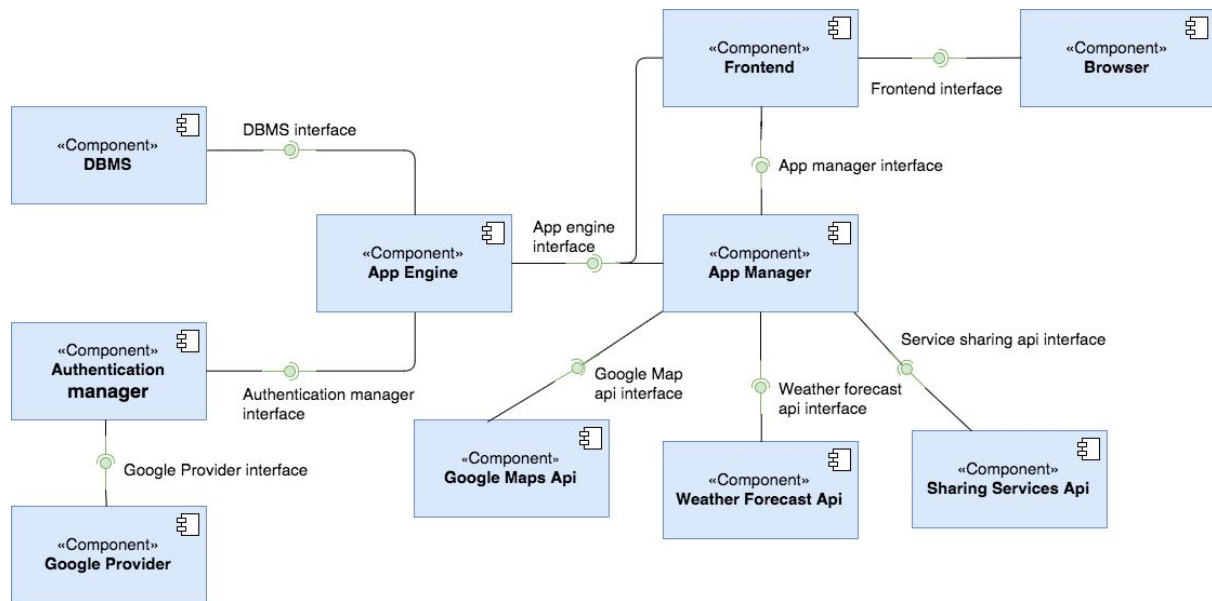 «Component»
Frontend
«Component»
Browser
Frontend interface
«Component»
DBMS
DBMS interface
App manager interface
«Component»
App Engine
App engine
interface
«Component»
App Manager
«Component»
Authentication
manager
Authentication manager
interface
Google Map
api interface
Weather forecast
api interface
Service sharing api interface
Google Provider interface
«Component»
Google Maps Api
«Component»
Weather Forecast Api
«Component»
Sharing Services Api
«Component»
Google Provider